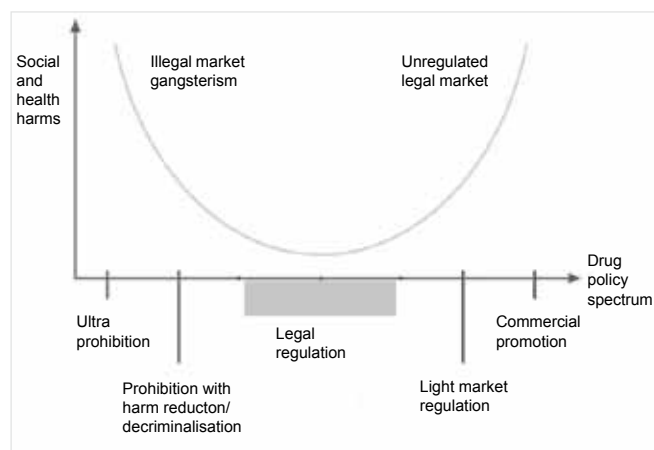 Social
and
health
harms
Illegal market
gangsterism
Unregulated
legal market
Drug
policy
spectrum
Ultra
prohibition
Prohibition with
harm reducton/
decriminalisation
Legal
regulation
Light market
regulation
Commercial
promotion